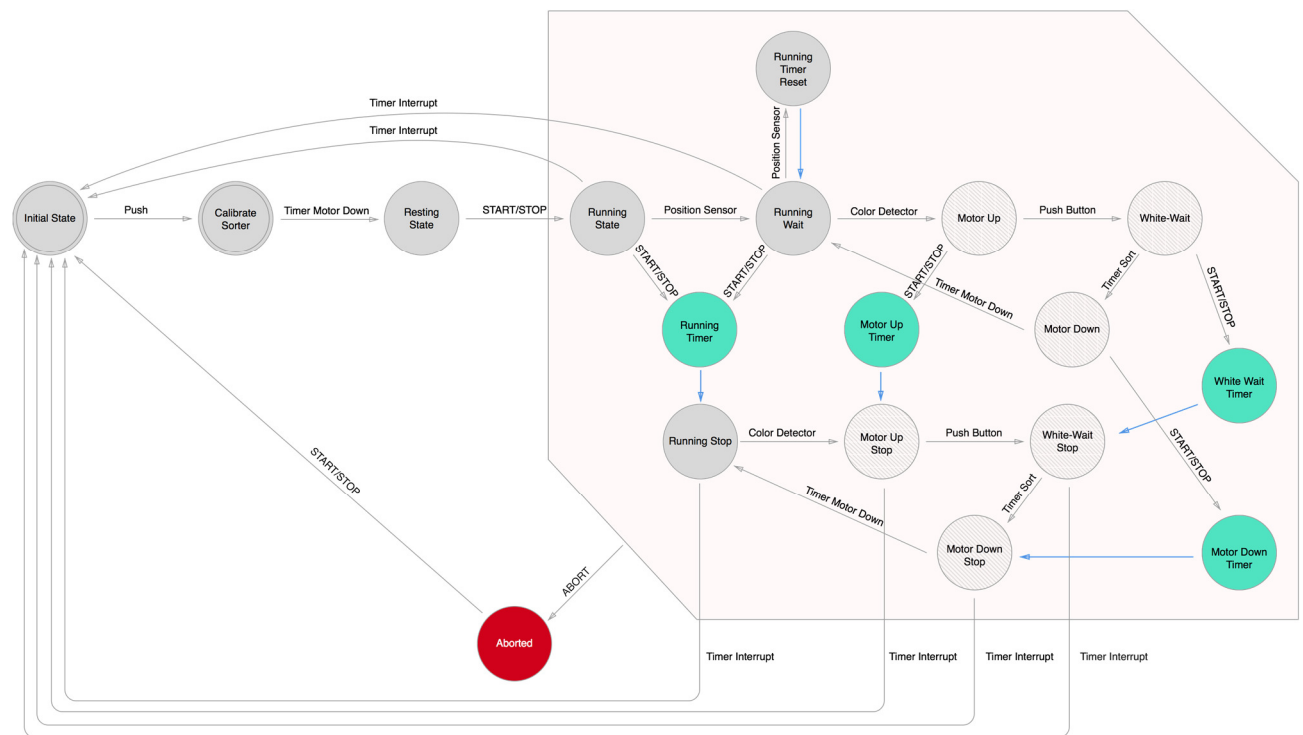 Running
Timer
Reset
Timer Interrupt
Position Sensor
Timer Interrupt
Initial State
Push
Calibrate
Sorter
Timer Motor Down
Resting
State
START/STOP
Running
State
Position Sensor
Running
Wait
Color Detector
Motor Up
Push Button
White-Wait
START/STOP
START/STOP
START/STOP
Timer Sort
START/STOP
Timer Motor Down
Running
Timer
Motor Up
Timer
Motor Down
White Wait
Timer
Running Stop
Color Detector
Motor Up
Stop
Push Button
White-Wait
Stop
START/STOP
START/STOP
Timer Motor Down
Timer Sort
Motor Down
Stop
Motor Down
Timer
ABORT
Aborted
Timer Interrupt
Timer Interrupt
Timer Interrupt
Timer Interrupt